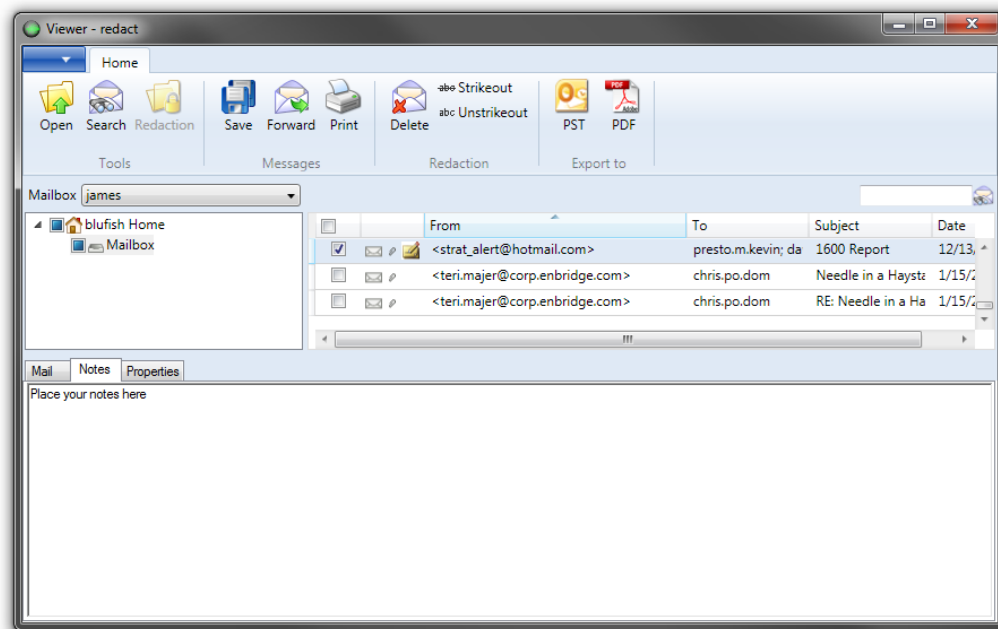 Viewer - redact
Home
Open Search Redaction Save Forward Print Delete abc Strikeout abc Unstrikeout PST PDF
Tools Messages Redaction Export to
Mailbox james
blufish Home
Mailbox
From To Subject Date
<strat_alert@hotmail.com> presto.m.kevin; da 1600 Report 12/13,
<teri.majer@corp.enbridge.com> chris.po.dom Needle in a Haysta 1/15/2
<teri.majer@corp.enbridge.com> chris.po.dom RE: Needle in a Ha 1/15/2
Mail Notes Properties
Place your notes here